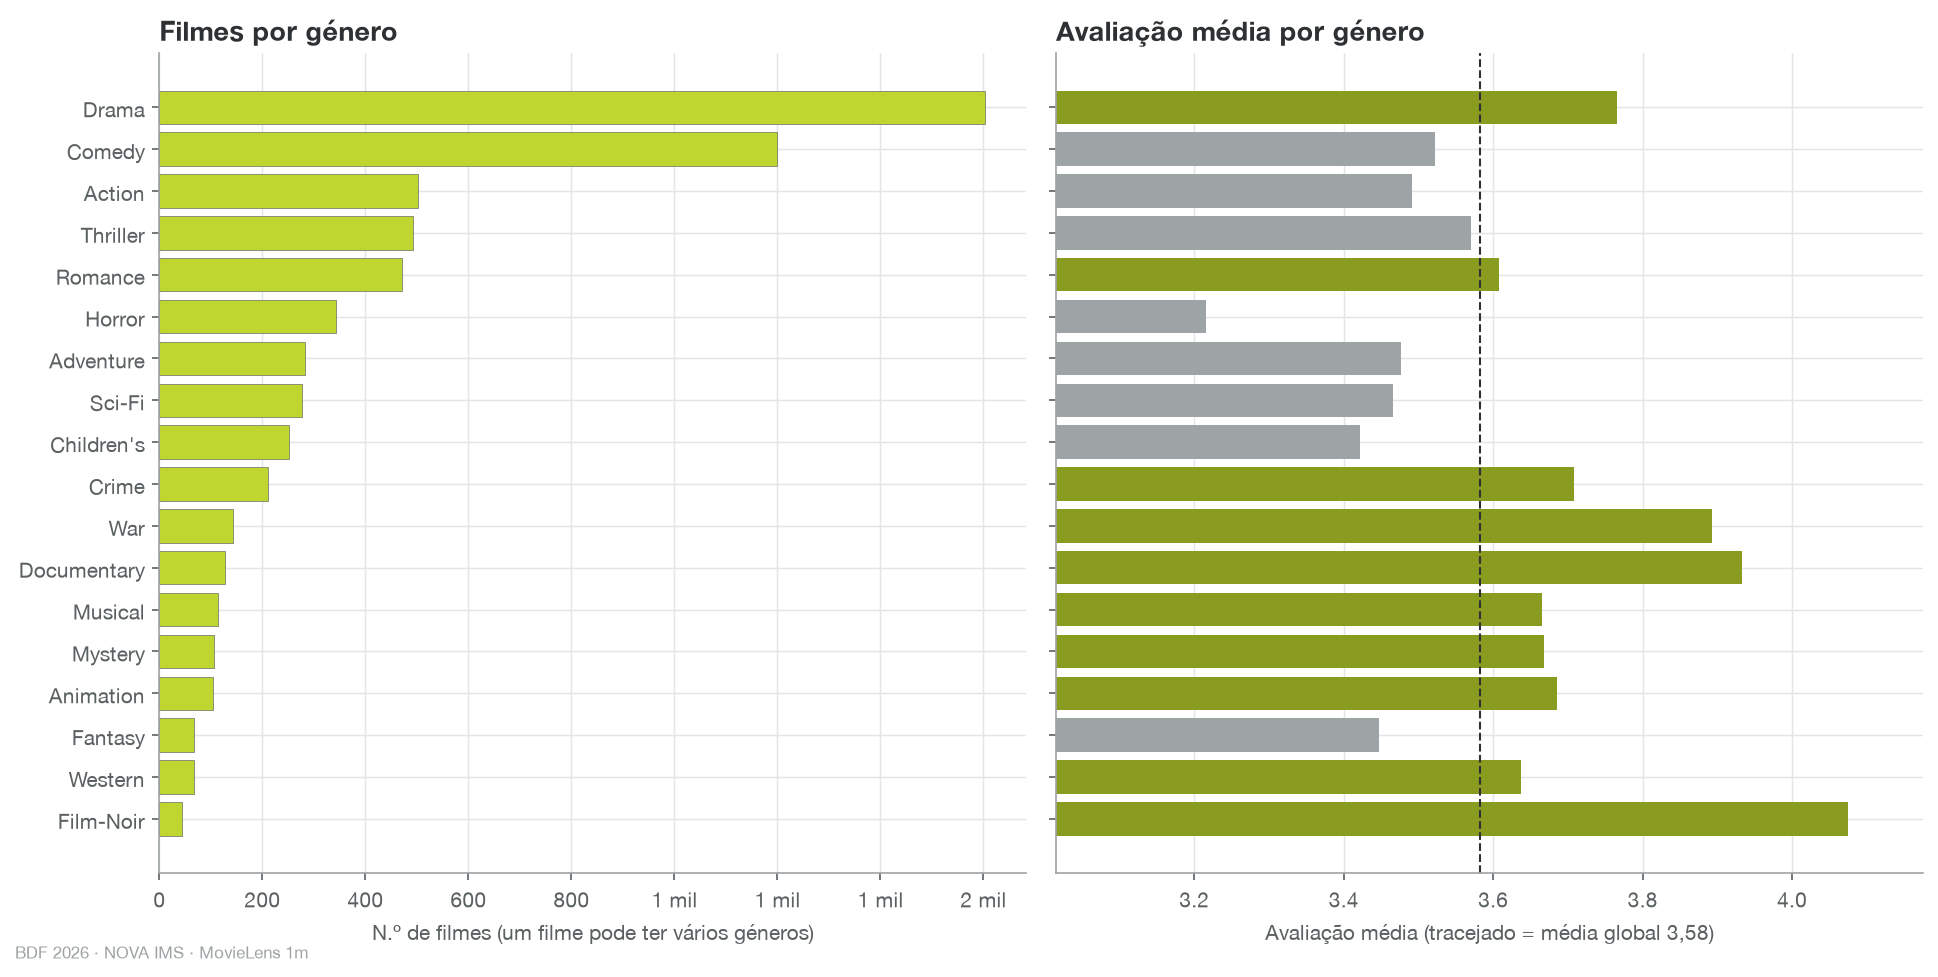 Filmes por género
Drama
Comedy
Action
Thriller
Romance
Horror
Adventure
Sci-Fi
Children's
Crime
War
Documentary
Musical
Mystery
Animation
Fantasy
Western
Film-Noir
0 200 400 600 800 1 mil 1 mil 1 mil 2 mil
N.º de filmes (um filme pode ter vários géneros)
Avaliação média por género
3.2 3.4 3.6 3.8 4.0
Avaliação média (tracejado = média global 3,58)
BDF 2026 · NOVA IMS · MovieLens 1m